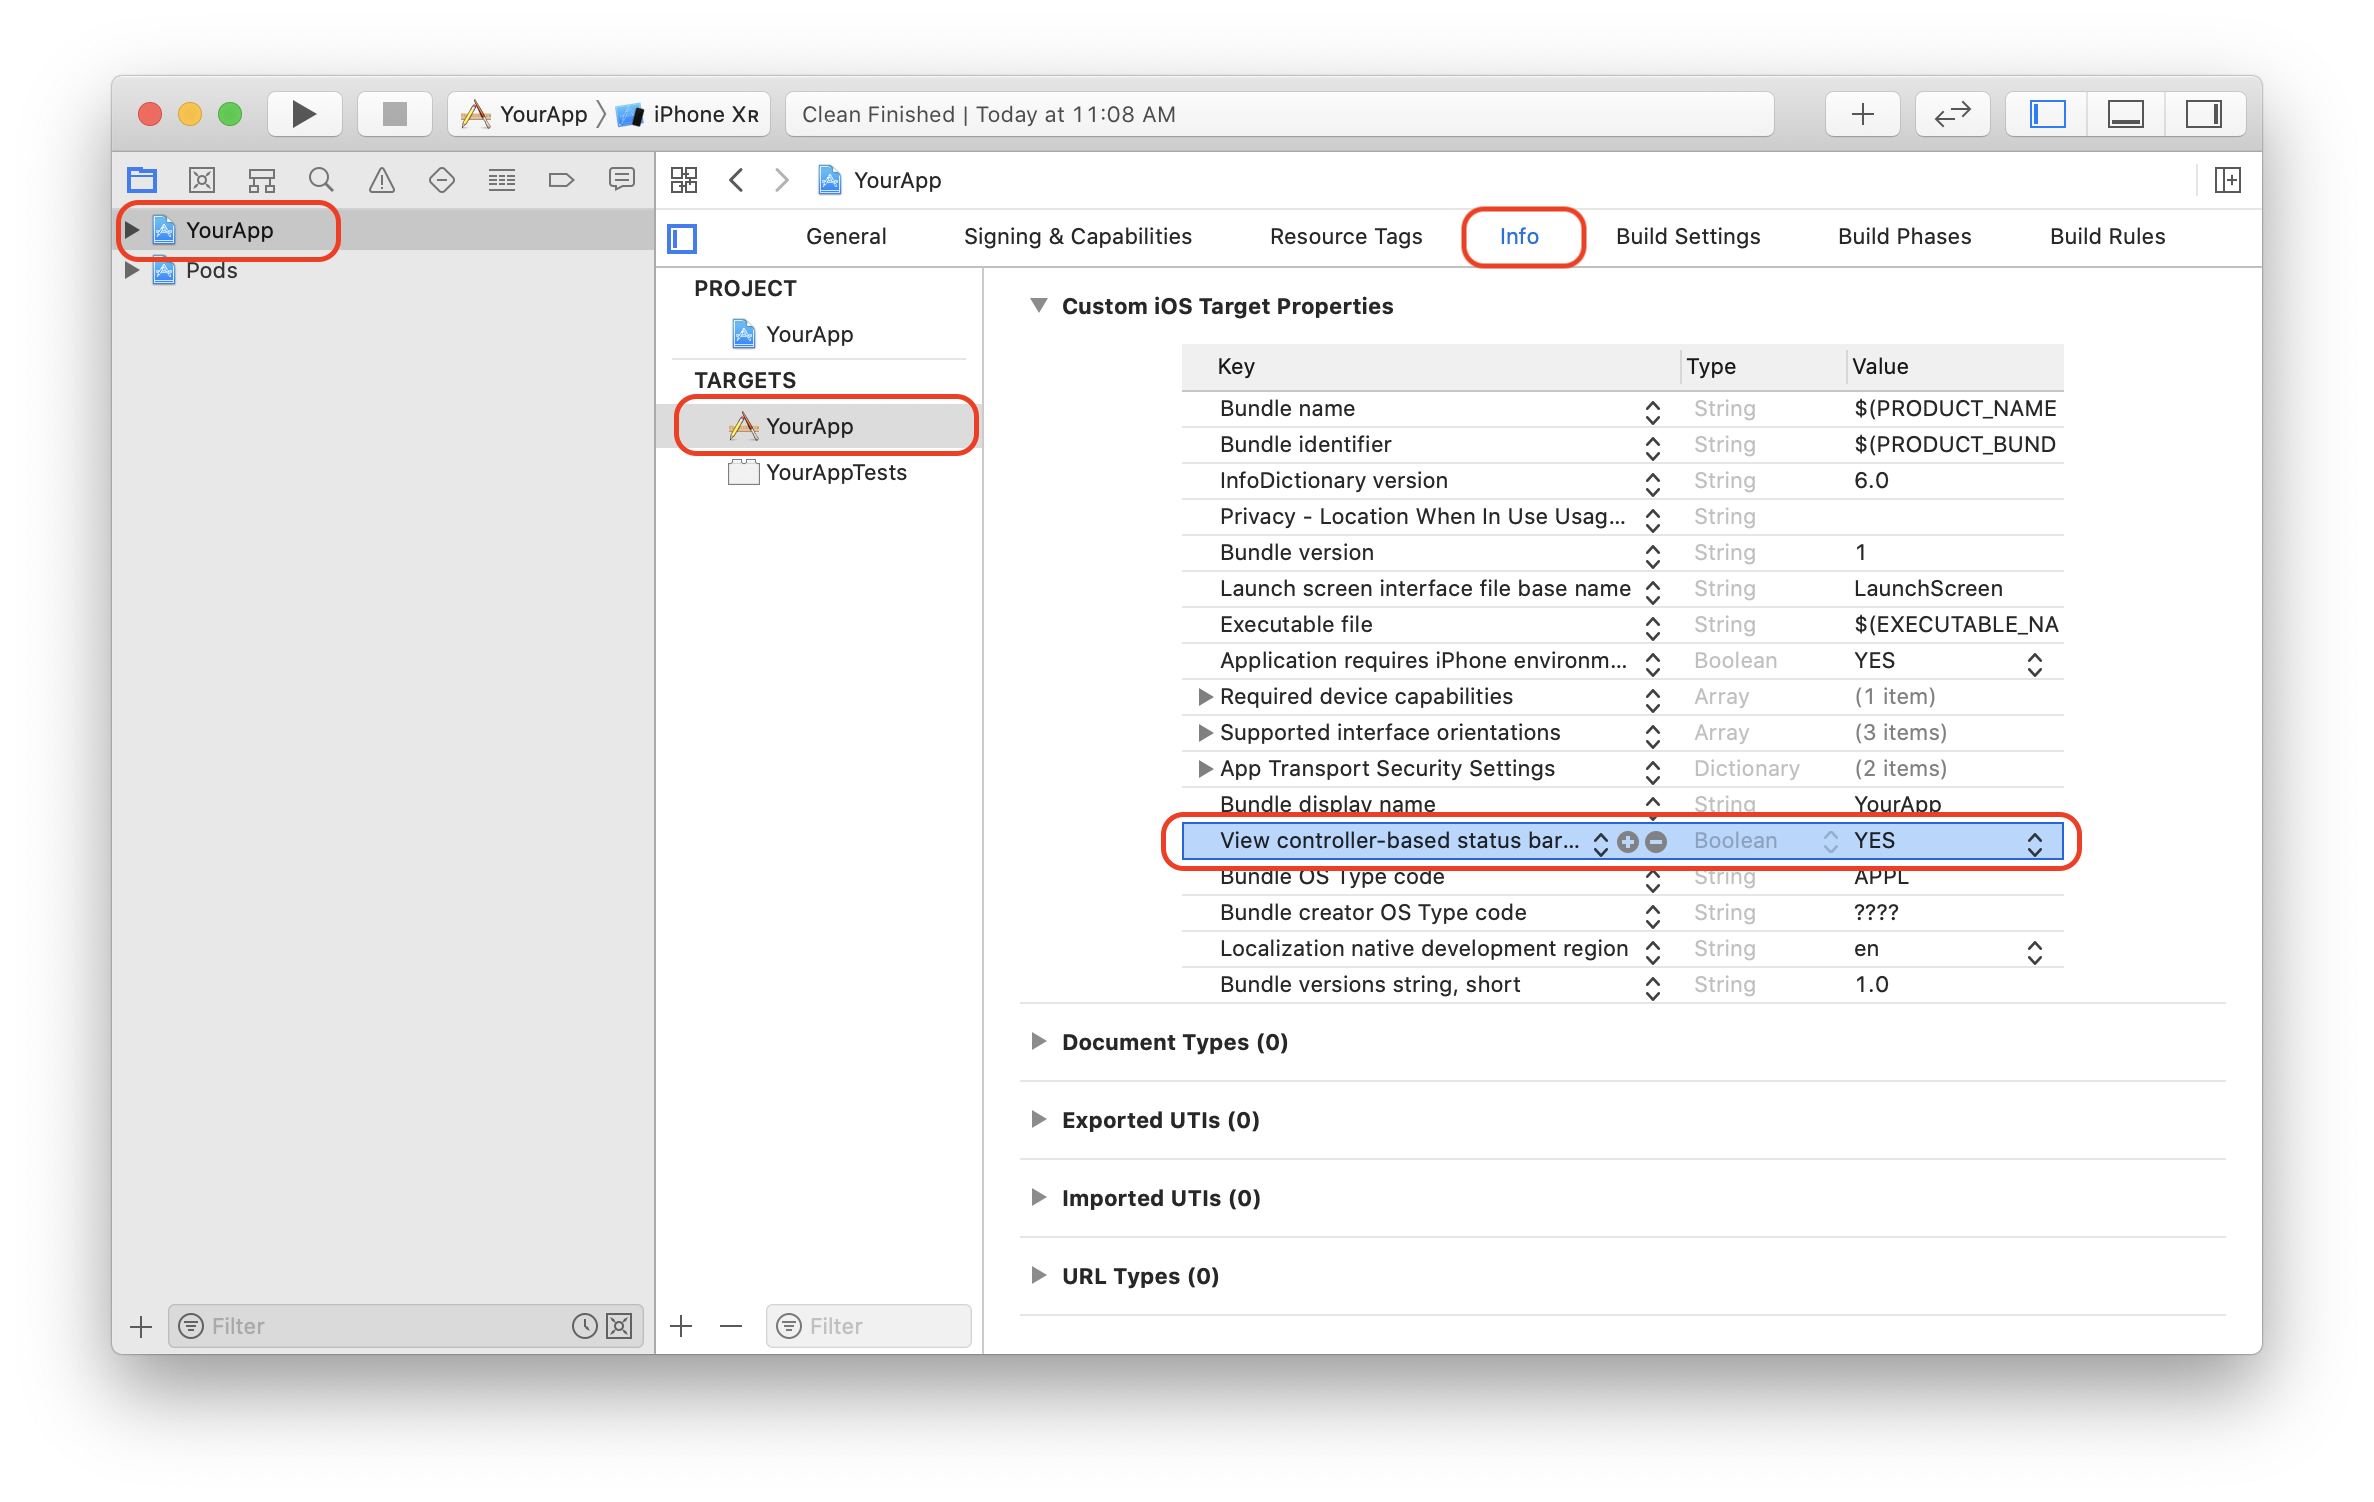 YourApp iPhone XR
Clean Finished | Today at 11:08 AM
YourApp
Pods
Filter
YourApp
General Signing & Capabilities Resource Tags Info Build Settings Build Phases Build Rules
PROJECT
YourApp
TARGETS
YourApp
YourAppTests
Filter
Custom iOS Target Properties
Key Type Value
Bundle name String $(PRODUCT_NAME
Bundle identifier String $(PRODUCT_BUND
InfoDictionary version String 6.0
Privacy - Location When In Use Usag... String
Bundle version String 1
Launch screen interface file base name String LaunchScreen
Executable file String $(EXECUTABLE_NA
Application requires iPhone environm... Boolean YES
Required device capabilities Array (1 item)
Supported interface orientations Array (3 items)
App Transport Security Settings Dictionary (2 items)
Bundle display name String YourApp
View controller-based status bar... Boolean YES
Bundle OS Type code String APPL
Bundle creator OS Type code String ????
Localization native development region String en
Bundle versions string, short String 1.0
Document Types (0)
Exported UTIs (0)
Imported UTIs (0)
URL Types (0)